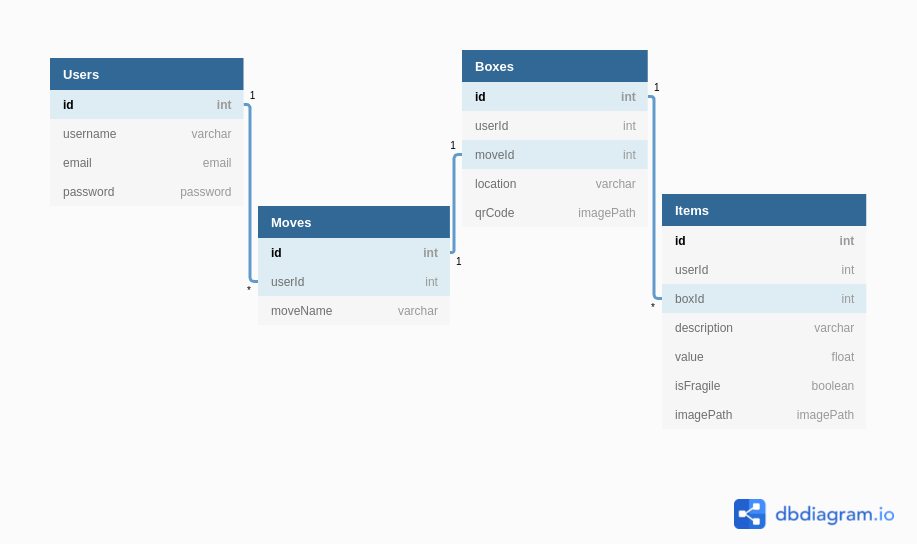 Users
id int
username varchar
email email
password password
1
*
Moves
id int
userId int
moveName varchar
1
1
Boxes
id int
userId int
moveId int
location varchar
qrCode imagePath
1
*
Items
id int
userId int
boxId int
description varchar
value float
isFragile boolean
imagePath imagePath
dbdiagram.io